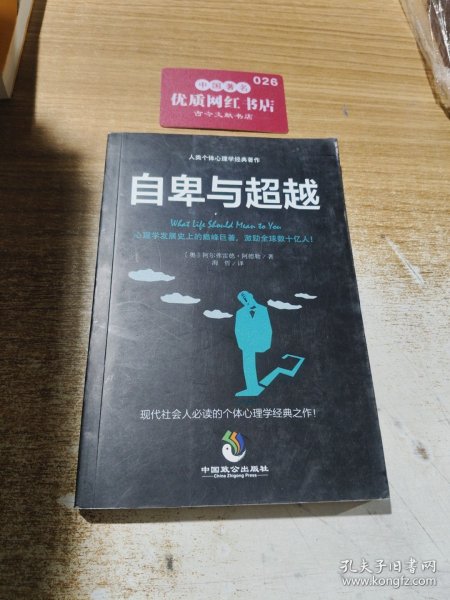 026
中国著名
优质网红书店
古今文献书店
人类个体心理学经典著作
自卑与超越
What Life Should Mean to You
心理学发展史上的巅峰巨著，激励全球数十亿人！
（奥）阿尔弗雷德·阿德勒／著
海哲／译
现代社会人必读的个体心理学经典之作！
中国致公出版社
China Zhigong Press
孔夫子旧书网
www.kongfz.com